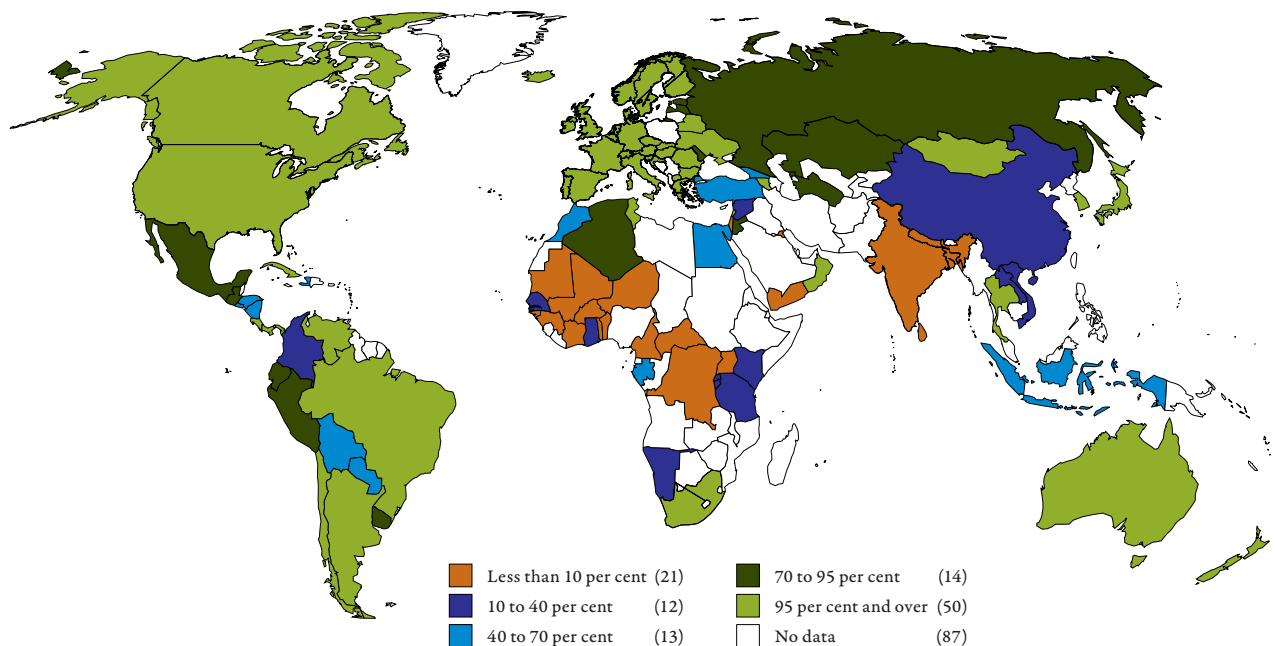 Less than 10 per cent (21)
10 to 40 per cent (12)
40 to 70 per cent (13)
70 to 95 per cent (14)
95 per cent and over (50)
No data (87)